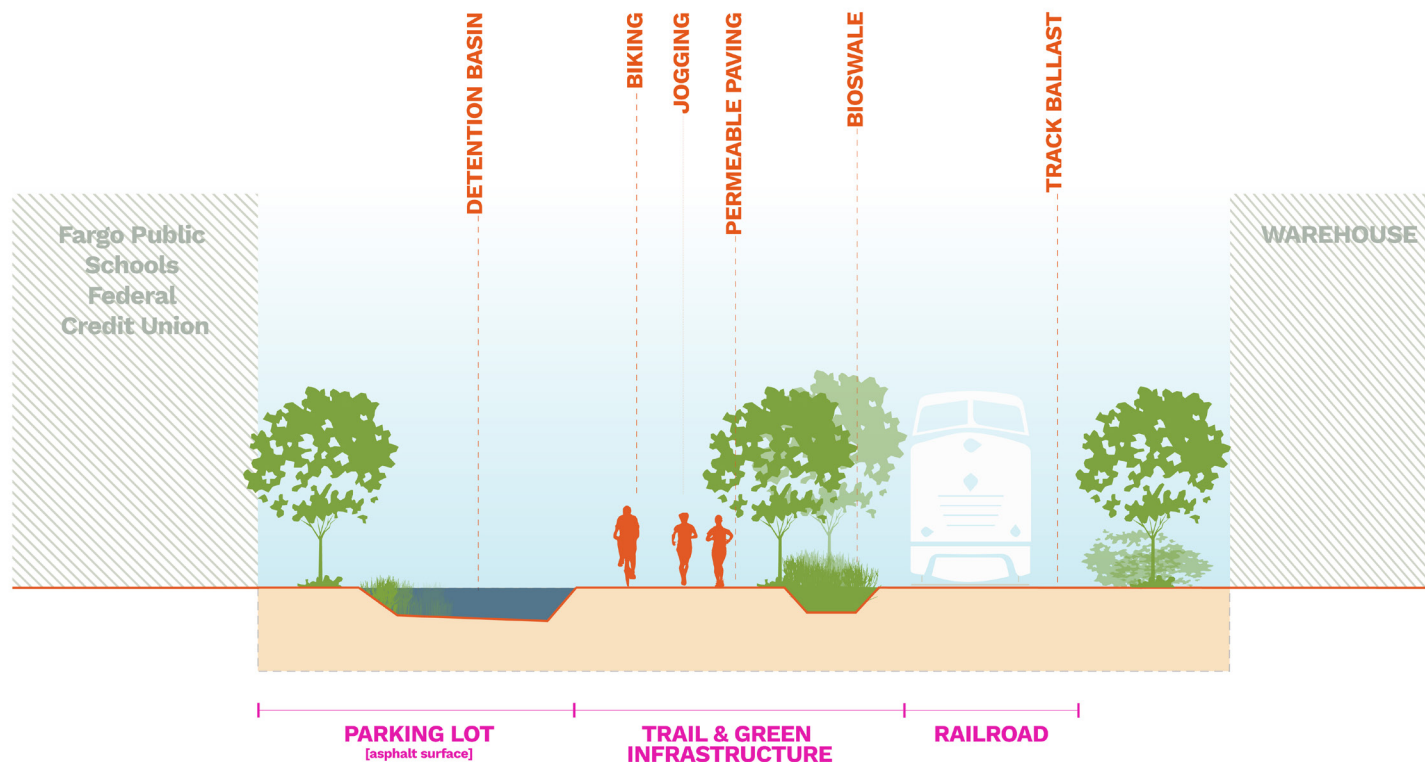 DETENTION BASIN
BIKING
JOGGING
PERMEABLE PAVING
BIOSWALE
TRACK BALLAST
Fargo Public
Schools
Federal
Credit Union
WAREHOUSE
PARKING LOT
[asphalt surface]
TRAIL & GREEN
INFRASTRUCTURE
RAILROAD